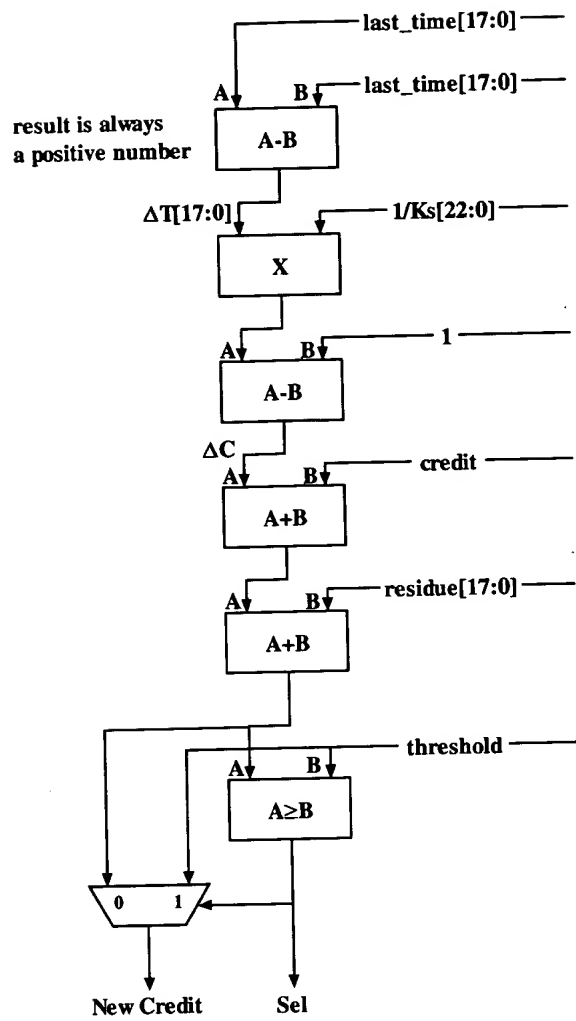 last_time[17:0]
A
B
last_time[17:0]
result is always
a positive number
A-B
ΔT[17:0]
1/Ks[22:0]
X
A
B
1
A-B
ΔC
A
B
credit
A+B
A
B
residue[17:0]
A+B
threshold
A
B
A≥B
0
1
New Credit
Sel